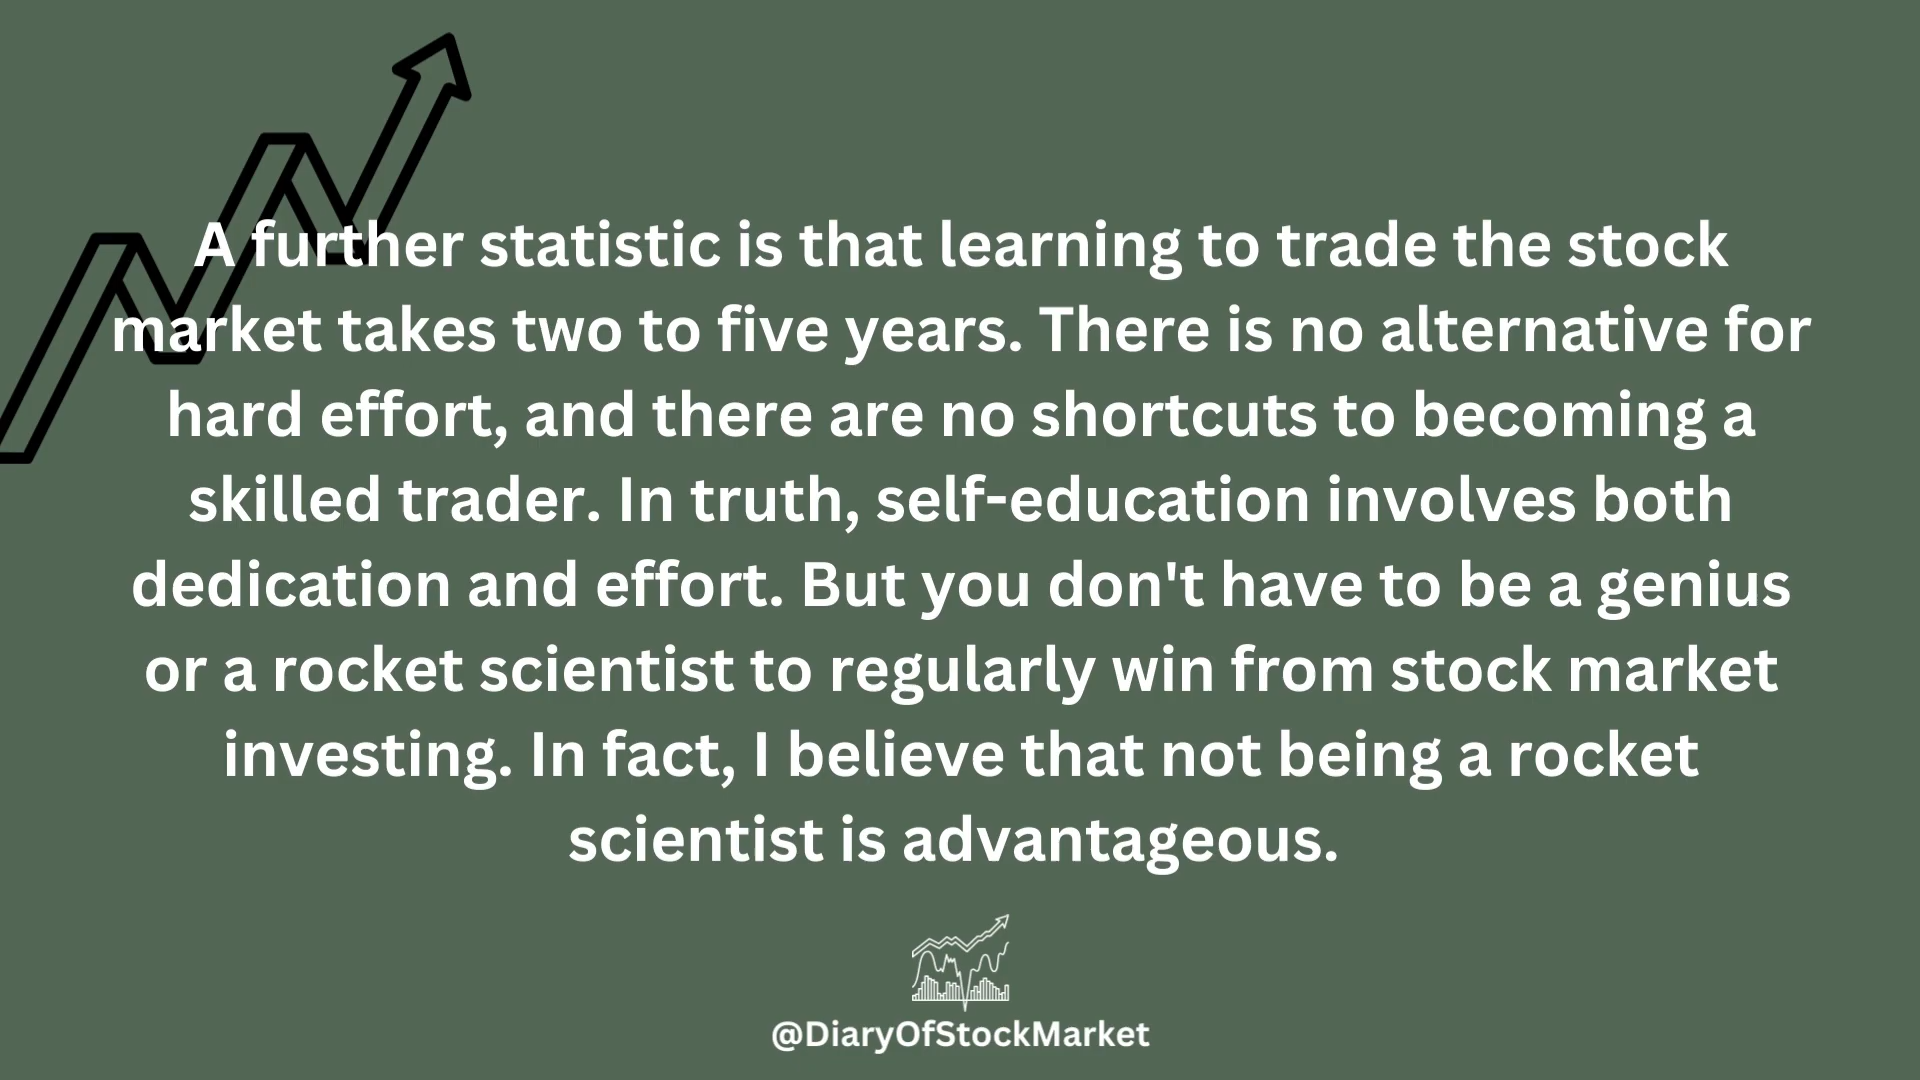 A further statistic is that learning to trade the stock
market takes two to five years. There is no alternative for
hard effort, and there are no shortcuts to becoming a
skilled trader. In truth, self-education involves both
dedication and effort. But you don't have to be a genius
or a rocket scientist to regularly win from stock market
investing. In fact, I believe that not being a rocket
scientist is advantageous.
@DiaryOfStockMarket